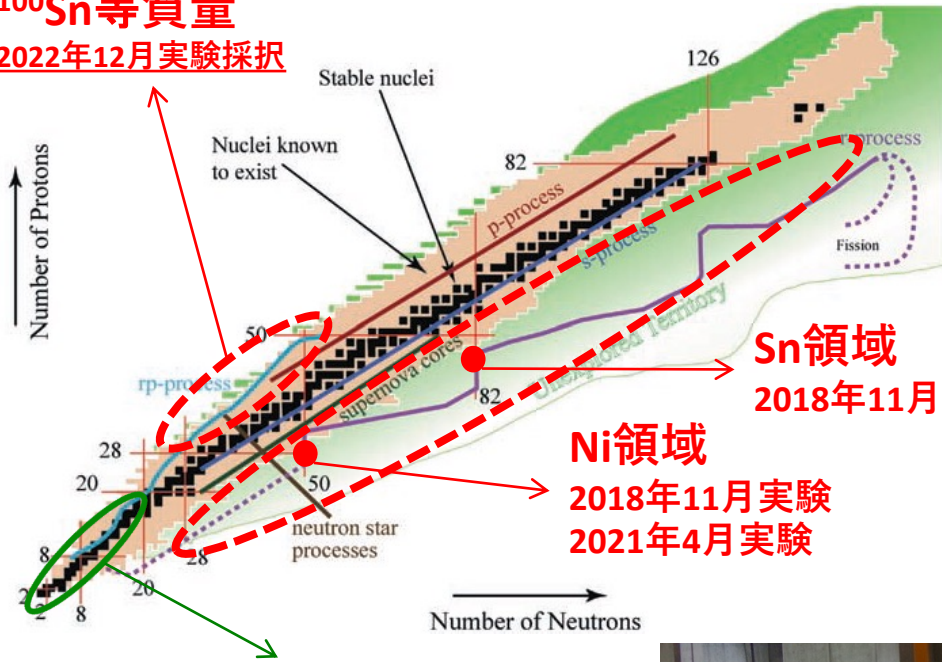 ¹⁰⁰Sn等質量
2022年12月実験採択
Stable nuclei
126
Nuclei known
to exist
82
r-process
p-process
s-process
Fission
Number of Protons
50
supernova cores
Unexplored Territory
Sn領域
2018年11月
rp-process
82
28
Ni領域
2018年11月実験
2021年4月実験
20
50
neutron star
processes
8
28
20
2
2
8
Number of Neutrons